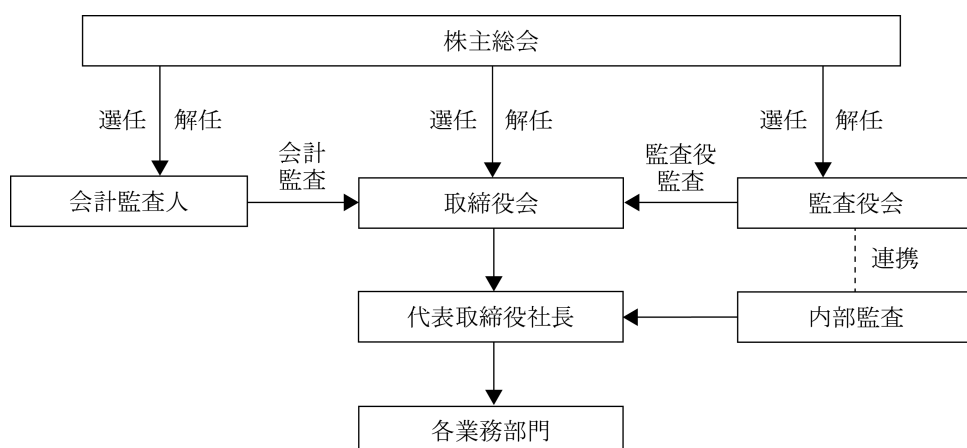 株主総会
選任 解任
選任 解任
選任 解任
会計
監査
監査役
監査
会計監査人
取締役会
監査役会
連携
代表取締役社長
内部監査
各業務部門